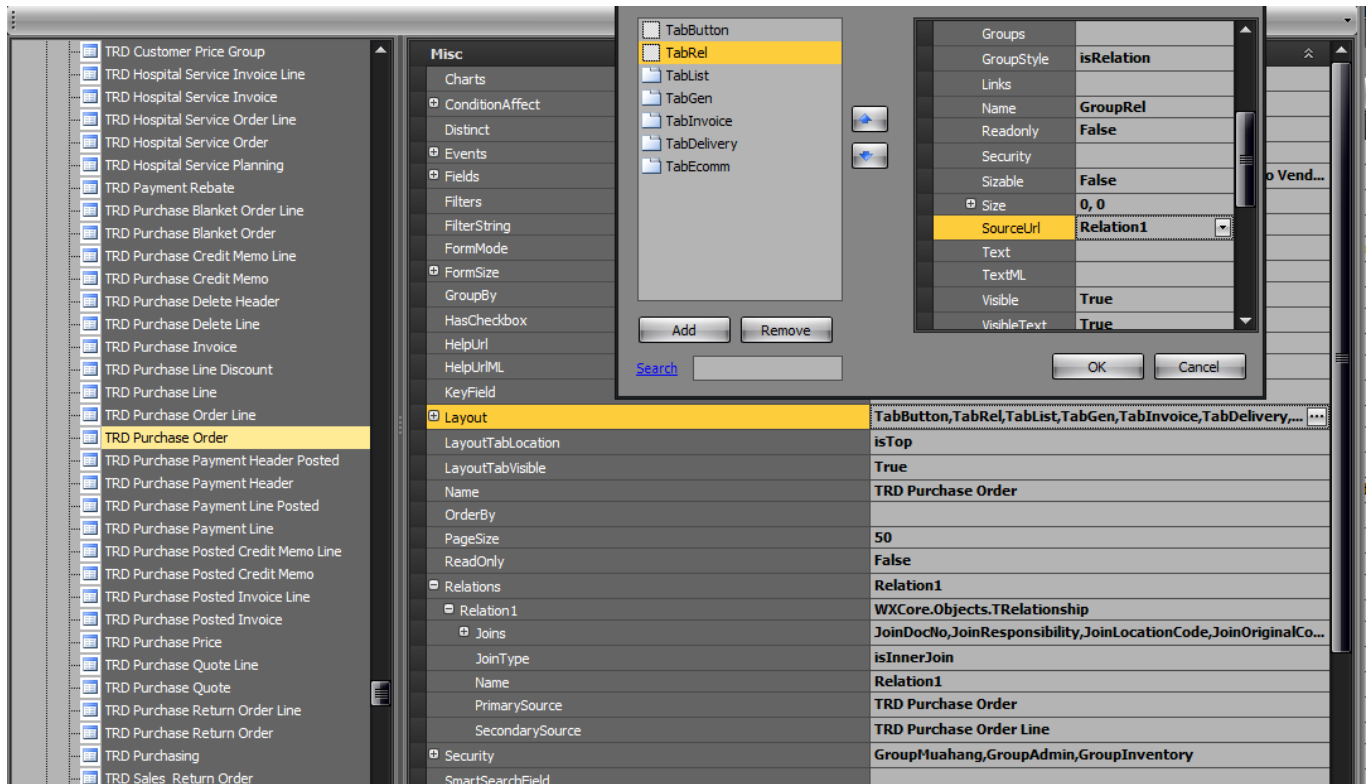 TRD Customer Price Group
TRD Hospital Service Invoice Line
TRD Hospital Service Invoice
TRD Hospital Service Order Line
TRD Hospital Service Order
TRD Hospital Service Planning
TRD Payment Rebate
TRD Purchase Blanket Order Line
TRD Purchase Blanket Order
TRD Purchase Credit Memo Line
TRD Purchase Credit Memo
TRD Purchase Delete Header
TRD Purchase Delete Line
TRD Purchase Invoice
TRD Purchase Line Discount
TRD Purchase Line
TRD Purchase Order Line
TRD Purchase Order
TRD Purchase Payment Header Posted
TRD Purchase Payment Header
TRD Purchase Payment Line Posted
TRD Purchase Payment Line
TRD Purchase Posted Credit Memo Line
TRD Purchase Posted Credit Memo
TRD Purchase Posted Invoice Line
TRD Purchase Posted Invoice
TRD Purchase Price
TRD Purchase Quote Line
TRD Purchase Quote
TRD Purchase Return Order Line
TRD Purchase Return Order
TRD Purchasing
TRD Sales Return Order
Misc
Charts
ConditionAffect
Distinct
Events
Fields
o Vend...
Filters
FilterString
FormMode
FormSize
GroupBy
HasCheckbox
HelpUrl
HelpUrlML
KeyField
Layout TabButton,TabRel,TabList,TabGen,TabInvoice,TabDelivery,... ...
LayoutTabLocation isTop
LayoutTabVisible True
Name TRD Purchase Order
OrderBy
PageSize 50
ReadOnly False
Relations Relation1
Relation1 WXCore.Objects.TRelationship
Joins JoinDocNo,JoinResponsibility,JoinLocationCode,JoinOriginalCo...
JoinType isInnerJoin
Name Relation1
PrimarySource TRD Purchase Order
SecondarySource TRD Purchase Order Line
Security GroupMuahang,GroupAdmin,GroupInventory
SmartSearchField
TabButton
TabRel
TabList
TabGen
TabInvoice
TabDelivery
TabEcomm
Add Remove
Search
Groups
GroupStyle isRelation
Links
Name GroupRel
Readonly False
Security
Sizable False
Size 0, 0
SourceUrl Relation1
Text
TextML
Visible True
VisibleText True
OK Cancel